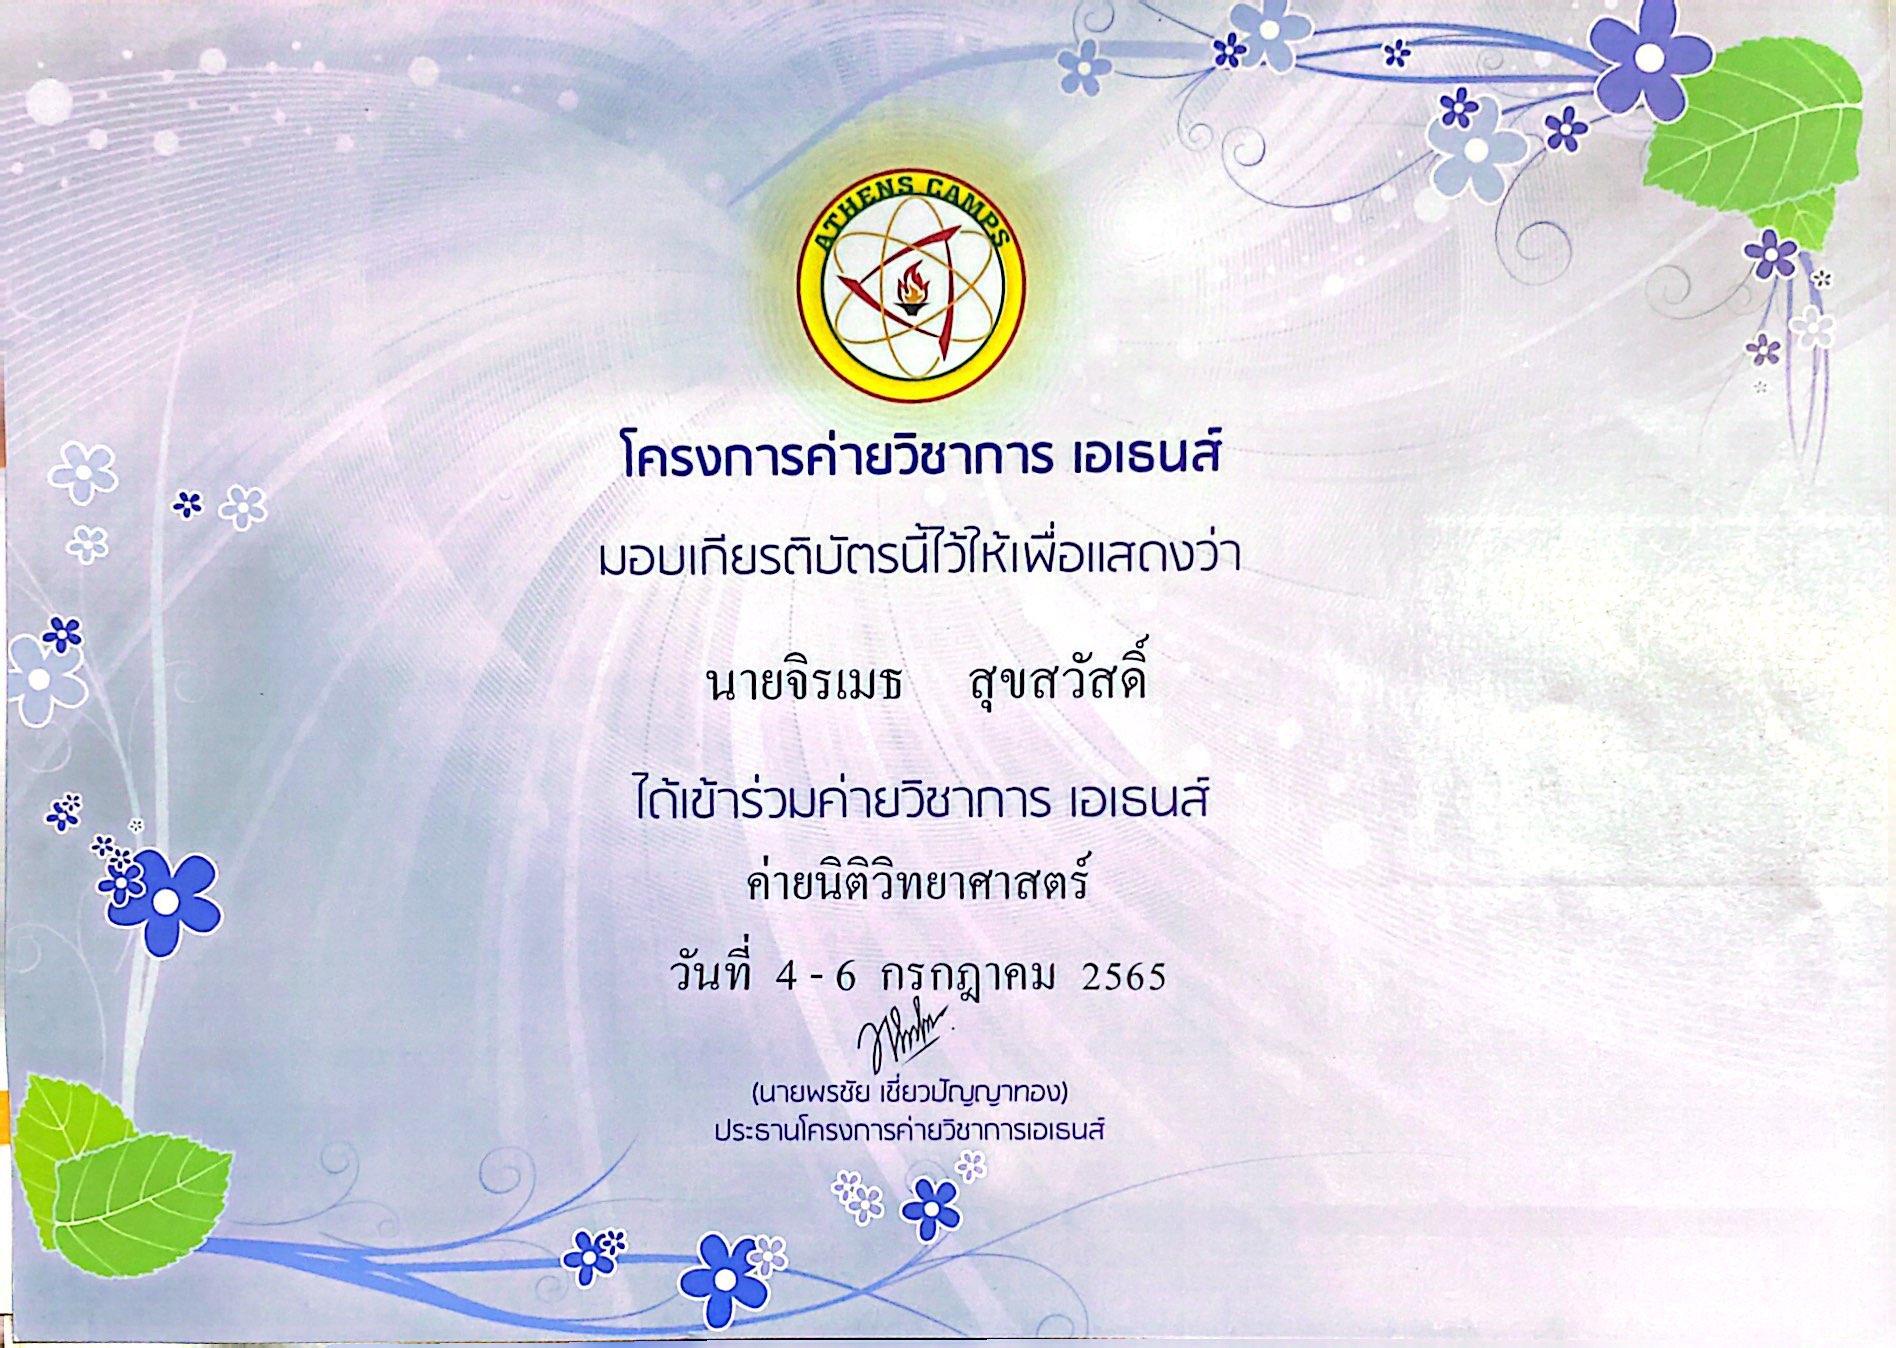 ATHENS CAMPS
โครงการค่ายวิชาการ เอเธนส์
มอบเกียรติบัตรนี้ไว้ให้เพื่อแสดงว่า
นายจิรเมธ สุขสวัสดิ์
ได้เข้าร่วมค่ายวิชาการ เอเธนส์
ค่ายนิติวิทยาศาสตร์
วันที่ 4 - 6 กรกฎาคม 2565
(นายพรชัย เชี่ยวปัญญาทอง)
ประธานโครงการค่ายวิชาการเอเธนส์